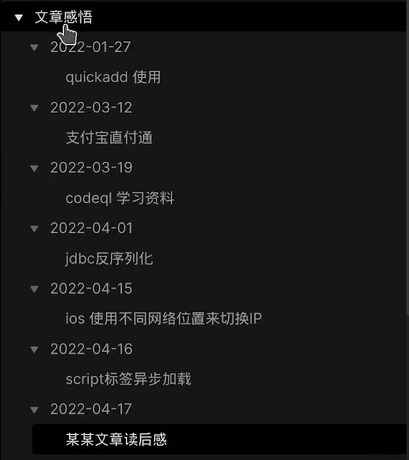 文章感悟
2022-01-27
quickadd 使用
2022-03-12
支付宝直付通
2022-03-19
codeql 学习资料
2022-04-01
jdbc反序列化
2022-04-15
ios 使用不同网络位置来切换IP
2022-04-16
script标签异步加载
2022-04-17
某某文章读后感